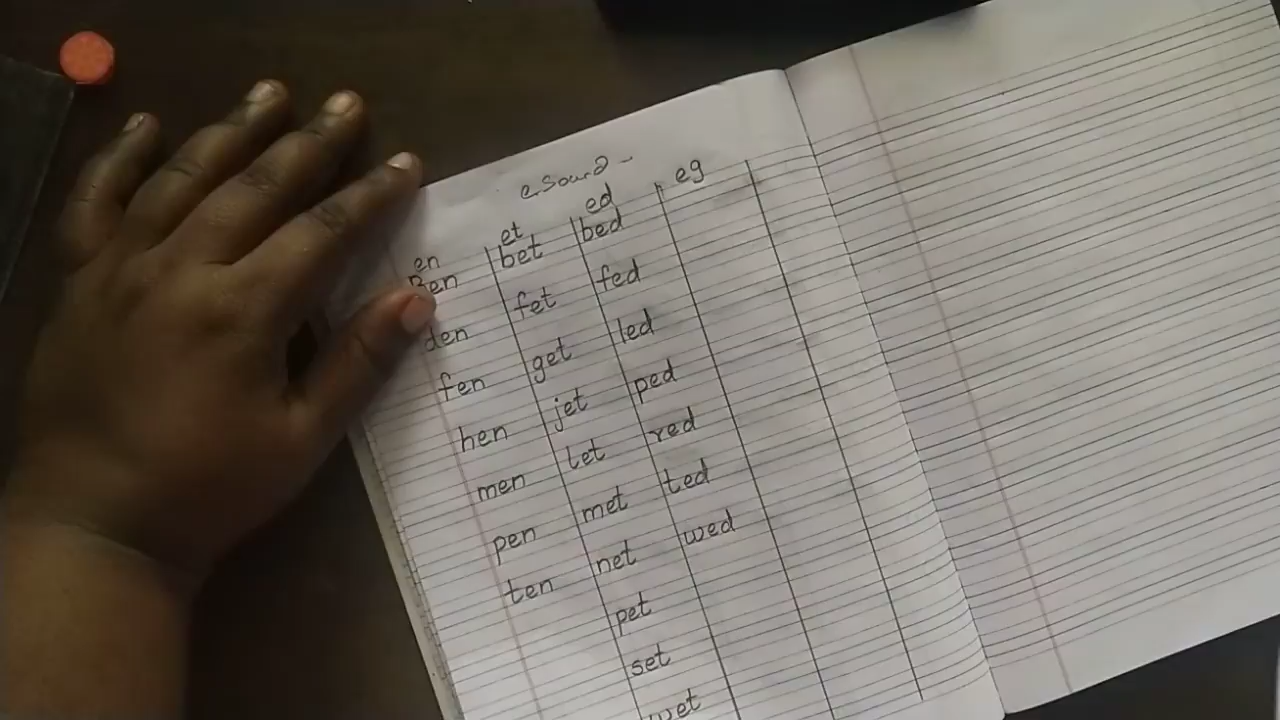 e Sound -
en et ed eg
Ben bet bed
den fet fed
fen get led
hen jet ped
men let red
pen met ted
ten net wed
pet
set
wet